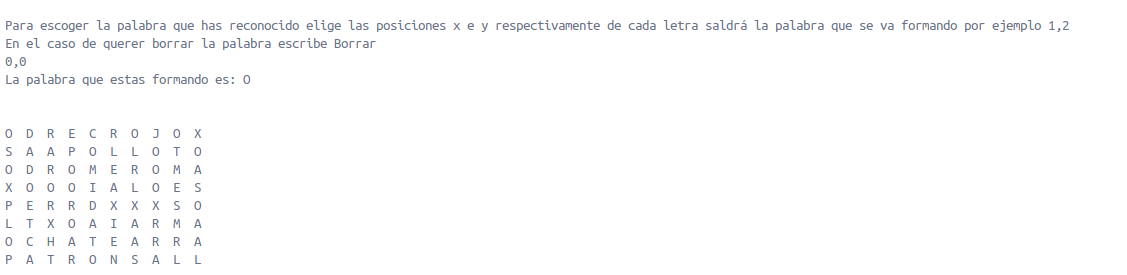 Para escoger la palabra que has reconocido elige las posiciones x e y respectivamente de cada letra saldrá la palabra que se va formando por ejemplo 1,2
En el caso de querer borrar la palabra escribe Borrar
0,0
La palabra que estas formando es: O
O D R E C R O J O X
S A A P O L L O T O
O D R O M E R O M A
X O O O I A L O E S
P E R R D X X X S O
L T X O A I A R M A
O C H A T E A R R A
P A T R O N S A L L